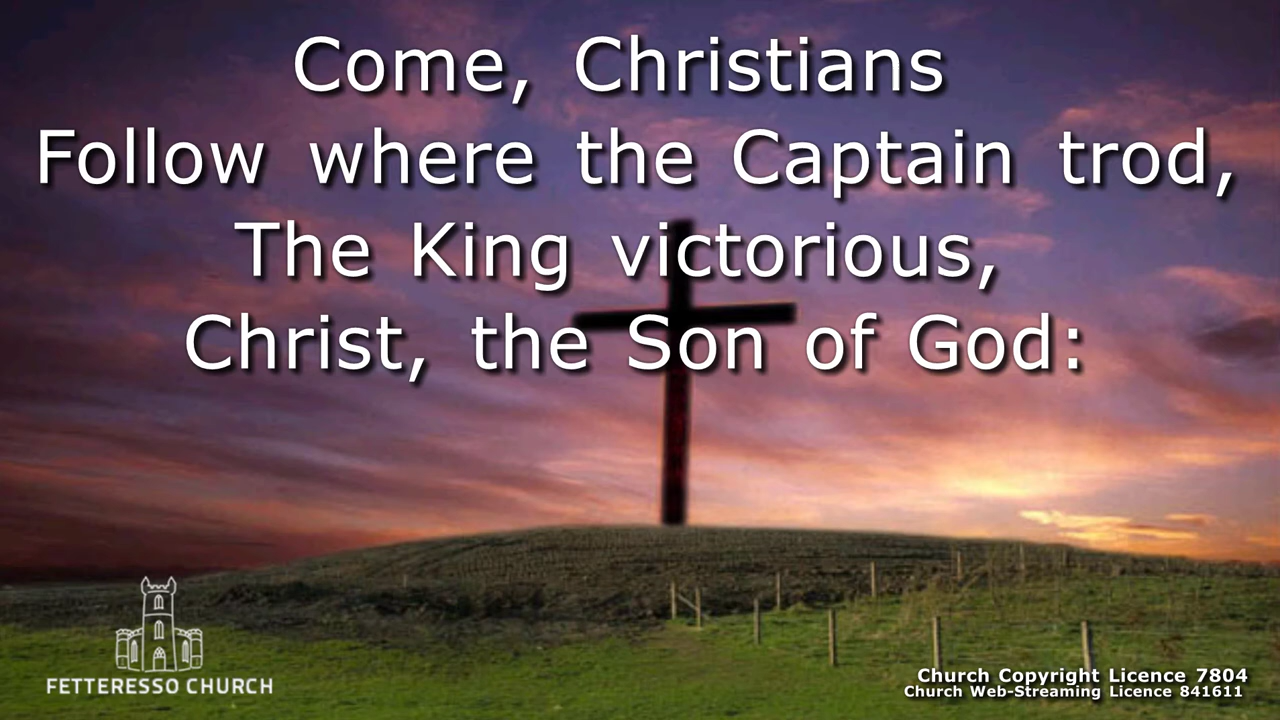 Come, Christians
Follow where the Captain trod,
The King victorious,
Christ, the Son of God:
FETTERESSO CHURCH
Church Copyright Licence 7804
Church Web-Streaming Licence 841611